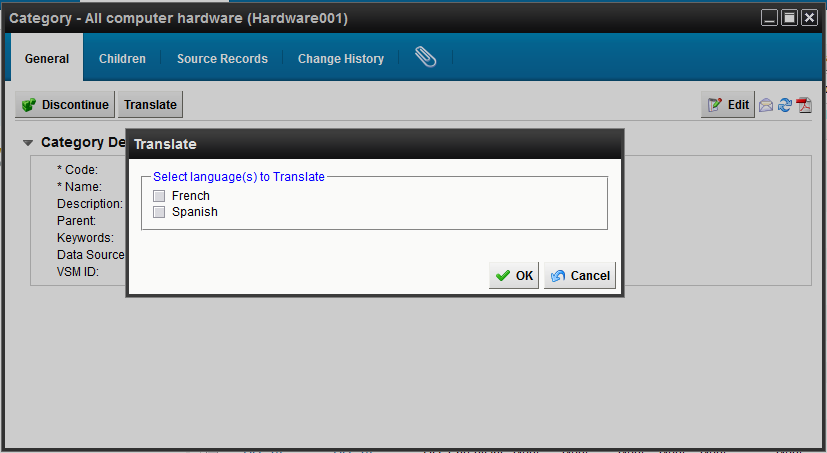 Category - All computer hardware (Hardware001)
General Children Source Records Change History
Discontinue Translate Edit
Category De
Translate
Select language(s) to Translate
French
Spanish
OK Cancel
* Code:
* Name:
Description:
Parent:
Keywords:
Data Source
VSM ID: